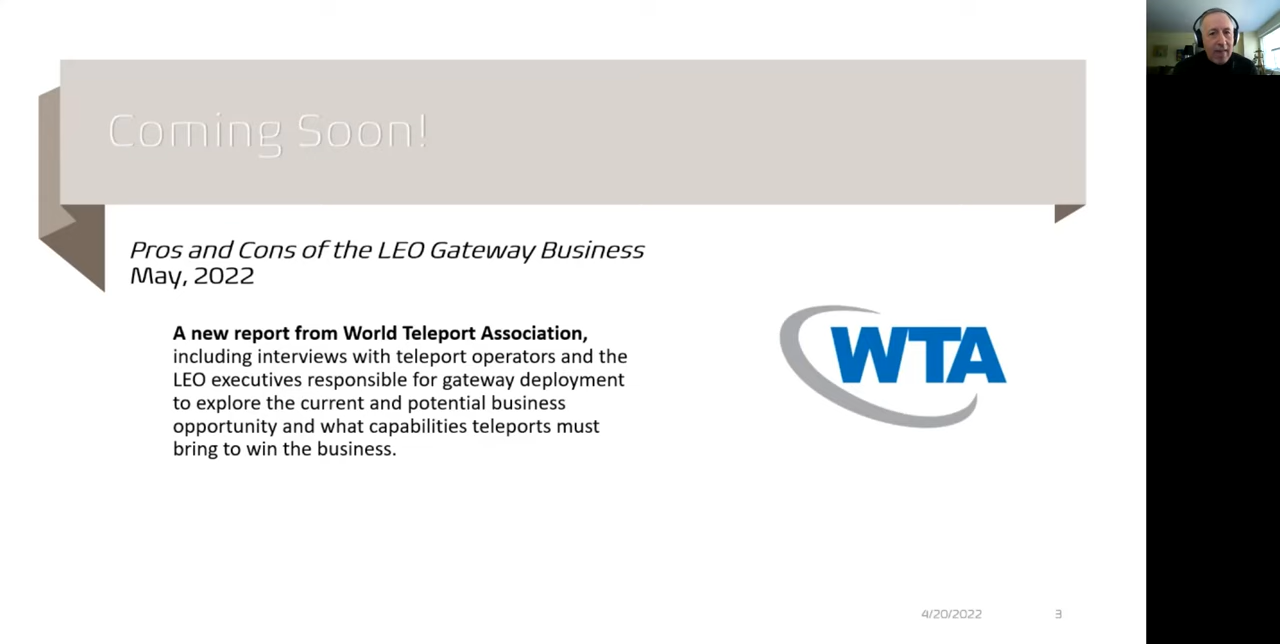 Coming Soon!
Pros and Cons of the LEO Gateway Business
May, 2022
A new report from World Teleport Association,
including interviews with teleport operators and the
LEO executives responsible for gateway deployment
to explore the current and potential business
opportunity and what capabilities teleports must
bring to win the business.
WTA
4/20/2022
3